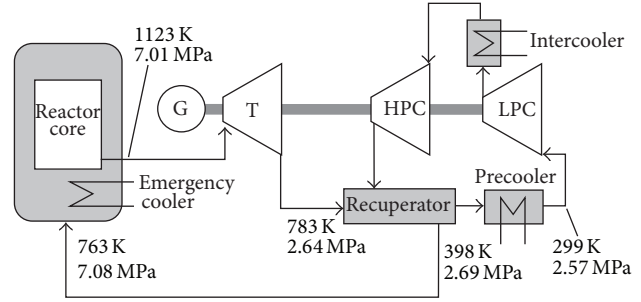 1123 K
7.01 MPa
Intercooler
Reactor
core
G
T
HPC
LPC
Emergency
cooler
Precooler
Recuperator
783 K
2.64 MPa
763 K
7.08 MPa
398 K
2.69 MPa
299 K
2.57 MPa